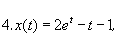 4. x(t) = 2e^t − t − 1,